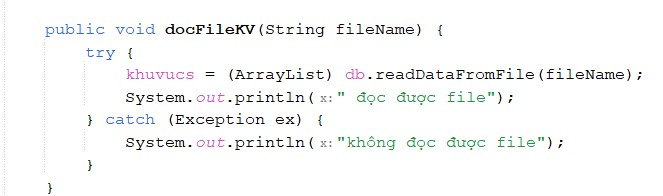 public void docFileKV(String fileName) {
try {
khuvucs = (ArrayList) db.readDataFromFile(fileName);
System.out.println( x:" đọc được file");
} catch (Exception ex) {
System.out.println( x:"không đọc được file");
}
}